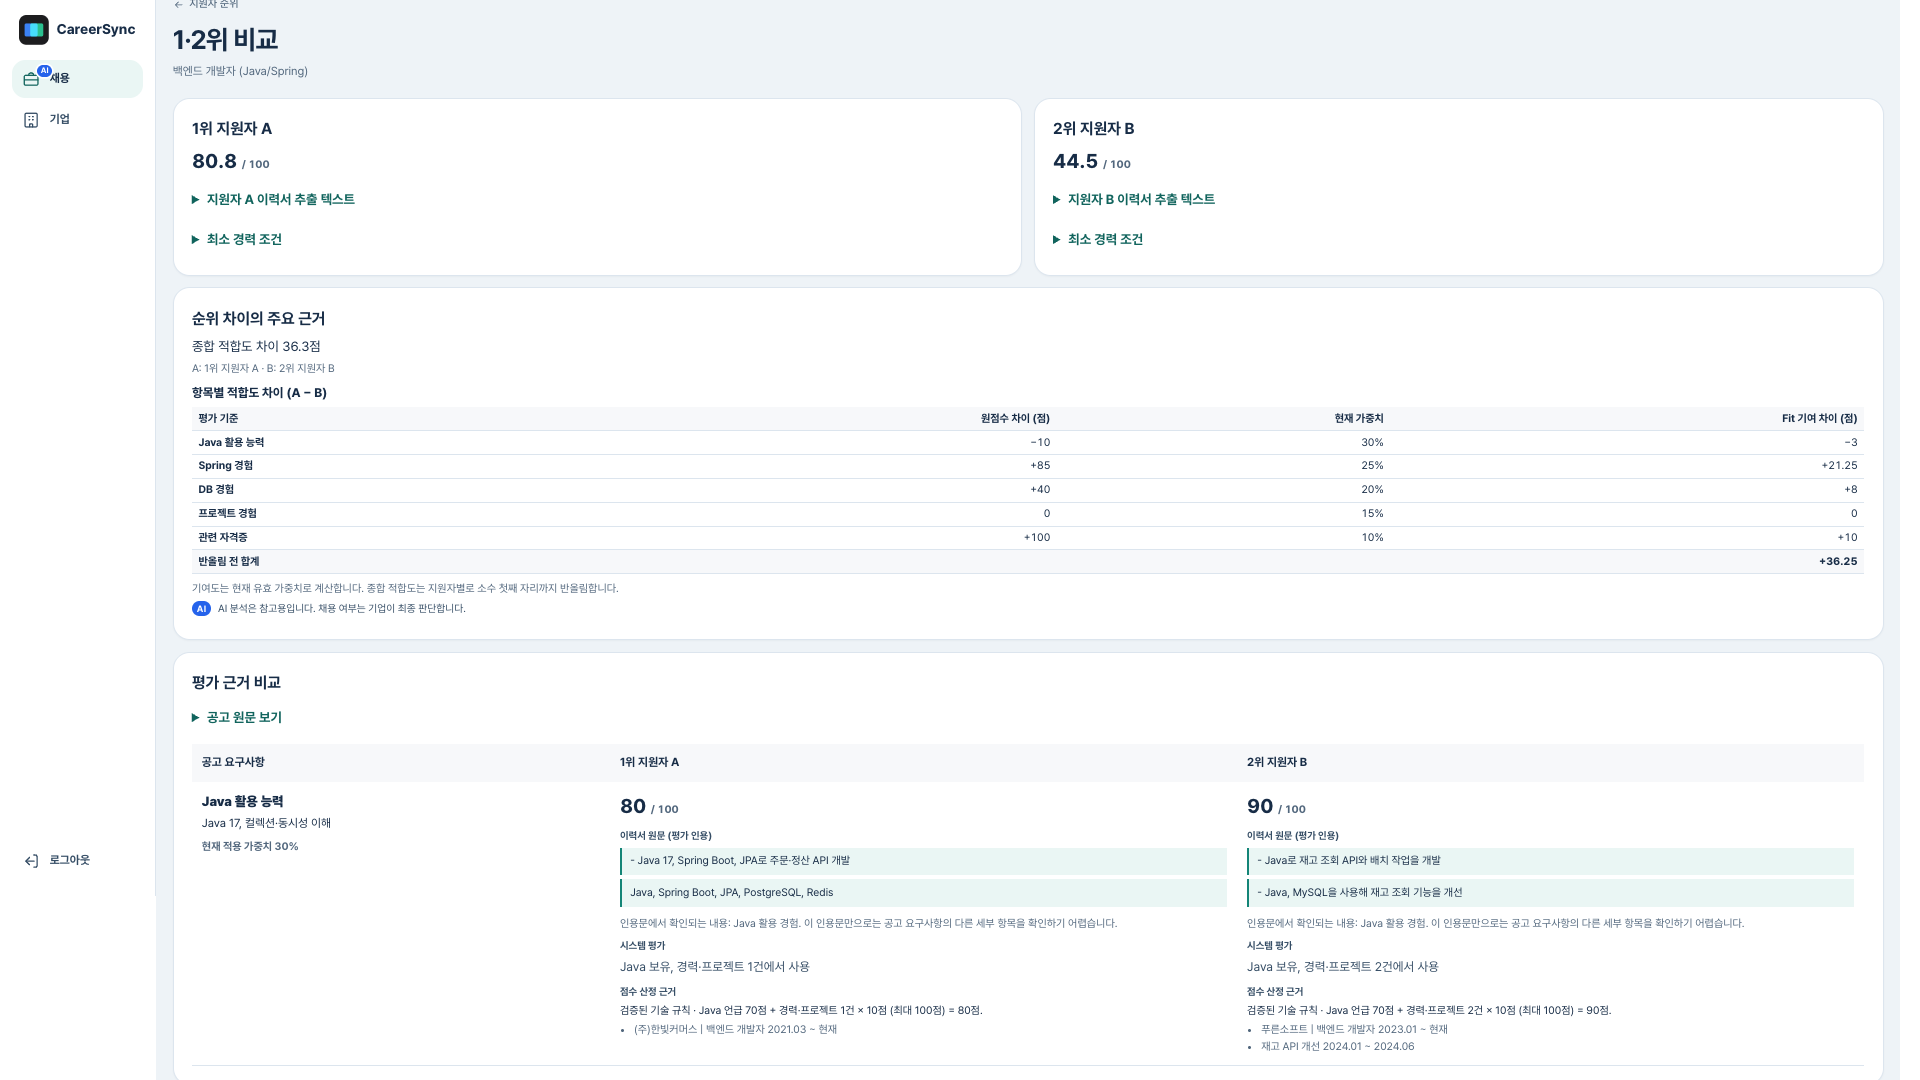 CareerSync
AI
채용
기업
로그아웃
← 지원자 순위
1·2위 비교
백엔드 개발자 (Java/Spring)
1위 지원자 A
80.8 / 100
▶ 지원자 A 이력서 추출 텍스트
▶ 최소 경력 조건
2위 지원자 B
44.5 / 100
▶ 지원자 B 이력서 추출 텍스트
▶ 최소 경력 조건
순위 차이의 주요 근거
종합 적합도 차이 36.3점
A: 1위 지원자 A · B: 2위 지원자 B
항목별 적합도 차이 (A − B)
평가 기준 원점수 차이 (점) 현재 가중치 Fit 기여 차이 (점)
Java 활용 능력 −10 30% −3
Spring 경험 +85 25% +21.25
DB 경험 +40 20% +8
프로젝트 경험 0 15% 0
관련 자격증 +100 10% +10
반올림 전 합계 +36.25
기여도는 현재 유효 가중치로 계산합니다. 종합 적합도는 지원자별로 소수 첫째 자리까지 반올림합니다.
AI AI 분석은 참고용입니다. 채용 여부는 기업이 최종 판단합니다.
평가 근거 비교
▶ 공고 원문 보기
공고 요구사항 1위 지원자 A 2위 지원자 B
Java 활용 능력
Java 17, 컬렉션·동시성 이해
현재 적용 가중치 30%
80 / 100
이력서 원문 (평가 인용)
- Java 17, Spring Boot, JPA로 주문·정산 API 개발
Java, Spring Boot, JPA, PostgreSQL, Redis
인용문에서 확인되는 내용: Java 활용 경험. 이 인용문만으로는 공고 요구사항의 다른 세부 항목을 확인하기 어렵습니다.
시스템 평가
Java 보유, 경력·프로젝트 1건에서 사용
점수 산정 근거
검증된 기술 규칙 · Java 언급 70점 + 경력·프로젝트 1건 × 10점 (최대 100점) = 80점.
• (주)한빛커머스 | 백엔드 개발자 2021.03 ~ 현재
90 / 100
이력서 원문 (평가 인용)
- Java로 재고 조회 API와 배치 작업을 개발
- Java, MySQL을 사용해 재고 조회 기능을 개선
인용문에서 확인되는 내용: Java 활용 경험. 이 인용문만으로는 공고 요구사항의 다른 세부 항목을 확인하기 어렵습니다.
시스템 평가
Java 보유, 경력·프로젝트 2건에서 사용
점수 산정 근거
검증된 기술 규칙 · Java 언급 70점 + 경력·프로젝트 2건 × 10점 (최대 100점) = 90점.
• 푸른소프트 | 백엔드 개발자 2023.01 ~ 현재
• 재고 API 개선 2024.01 ~ 2024.06